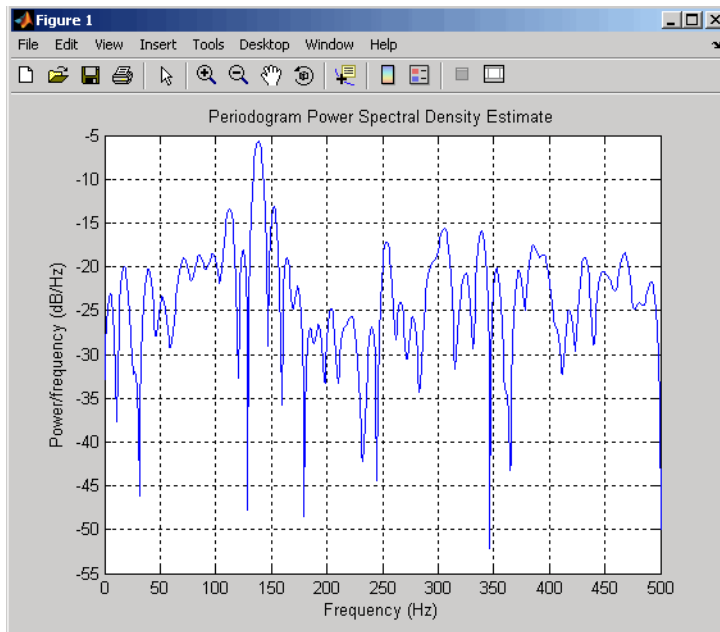 Figure 1
File Edit View Insert Tools Desktop Window Help
Periodogram Power Spectral Density Estimate
Power/frequency (dB/Hz)
-5
-10
-15
-20
-25
-30
-35
-40
-45
-50
-55
0 50 100 150 200 250 300 350 400 450 500
Frequency (Hz)